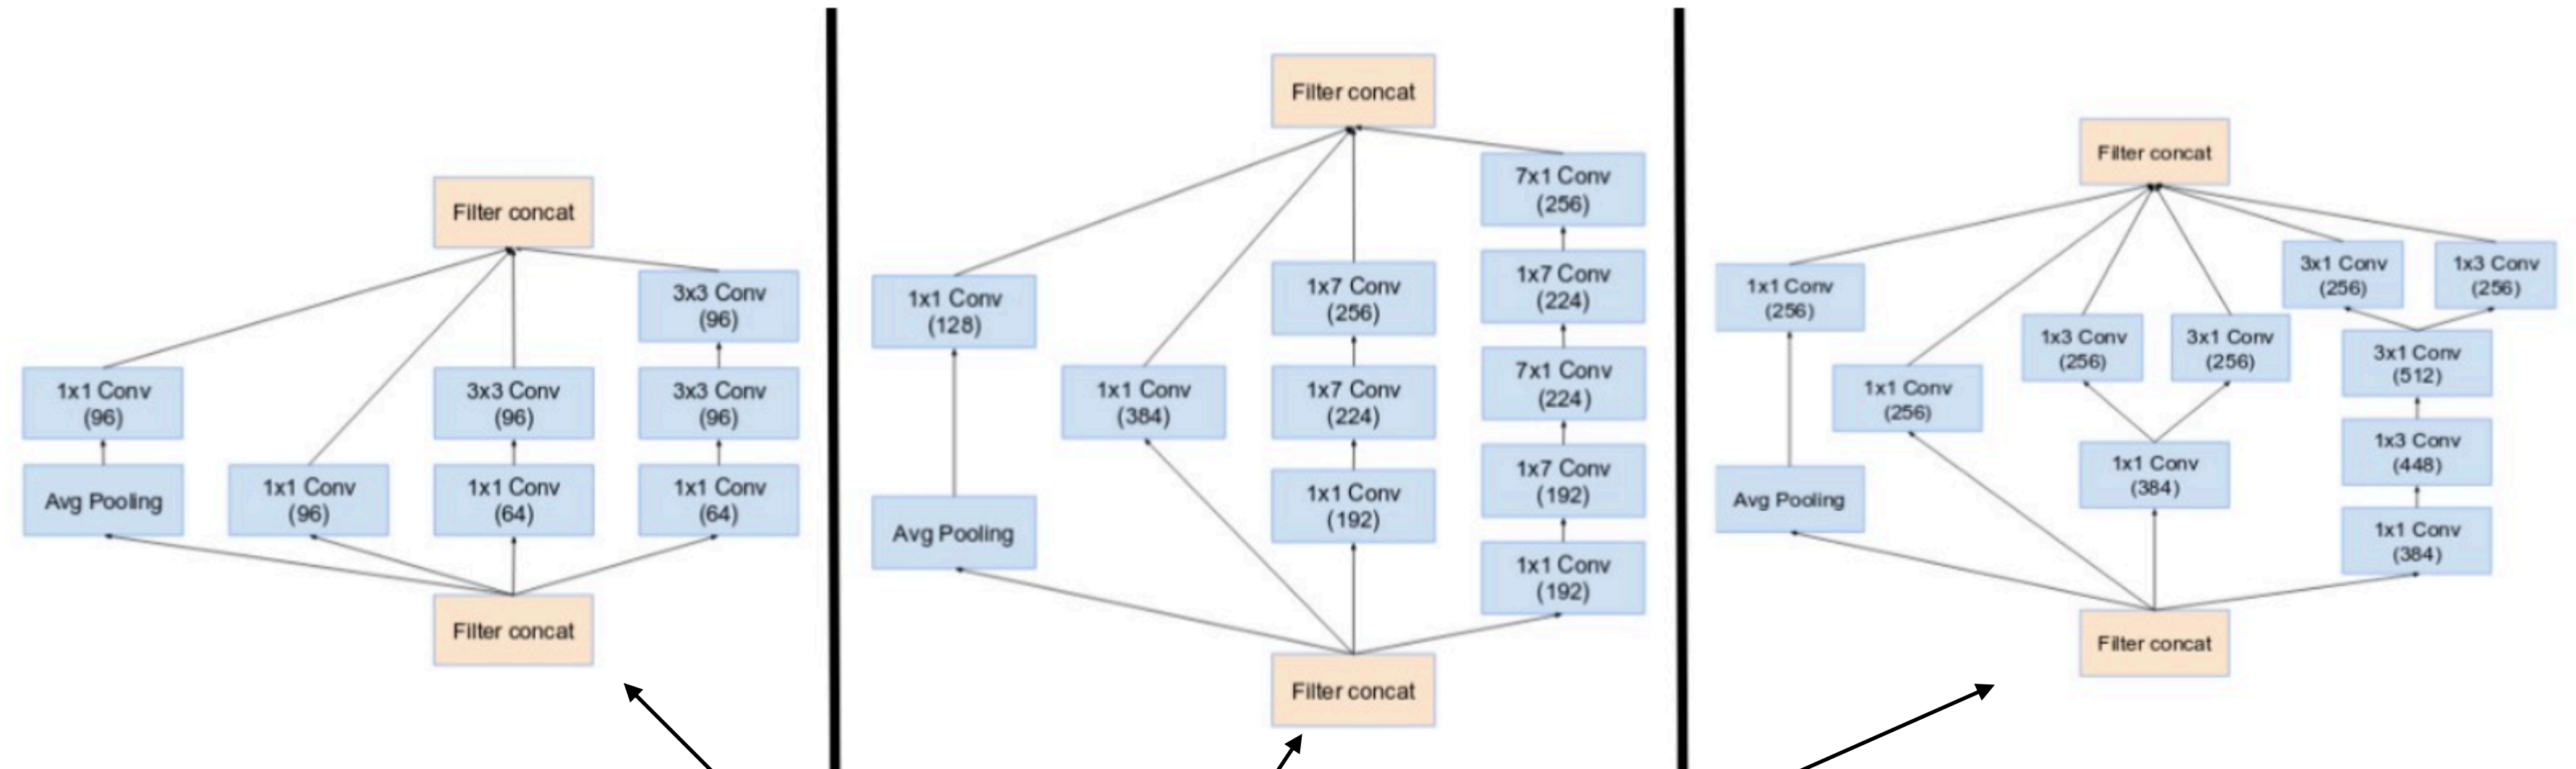 Filter concat
3x3 Conv
(96)
1x1 Conv
(96)
3x3 Conv
(96)
3x3 Conv
(96)
Avg Pooling
1x1 Conv
(96)
1x1 Conv
(64)
1x1 Conv
(64)
Filter concat
Filter concat
7x1 Conv
(256)
1x1 Conv
(128)
1x7 Conv
(256)
1x7 Conv
(224)
1x1 Conv
(384)
1x7 Conv
(224)
7x1 Conv
(224)
Avg Pooling
1x1 Conv
(192)
1x7 Conv
(192)
1x1 Conv
(192)
Filter concat
Filter concat
1x1 Conv
(256)
3x1 Conv
(256)
1x3 Conv
(256)
1x1 Conv
(256)
1x3 Conv
(256)
3x1 Conv
(256)
3x1 Conv
(512)
Avg Pooling
1x1 Conv
(384)
1x3 Conv
(448)
1x1 Conv
(384)
Filter concat